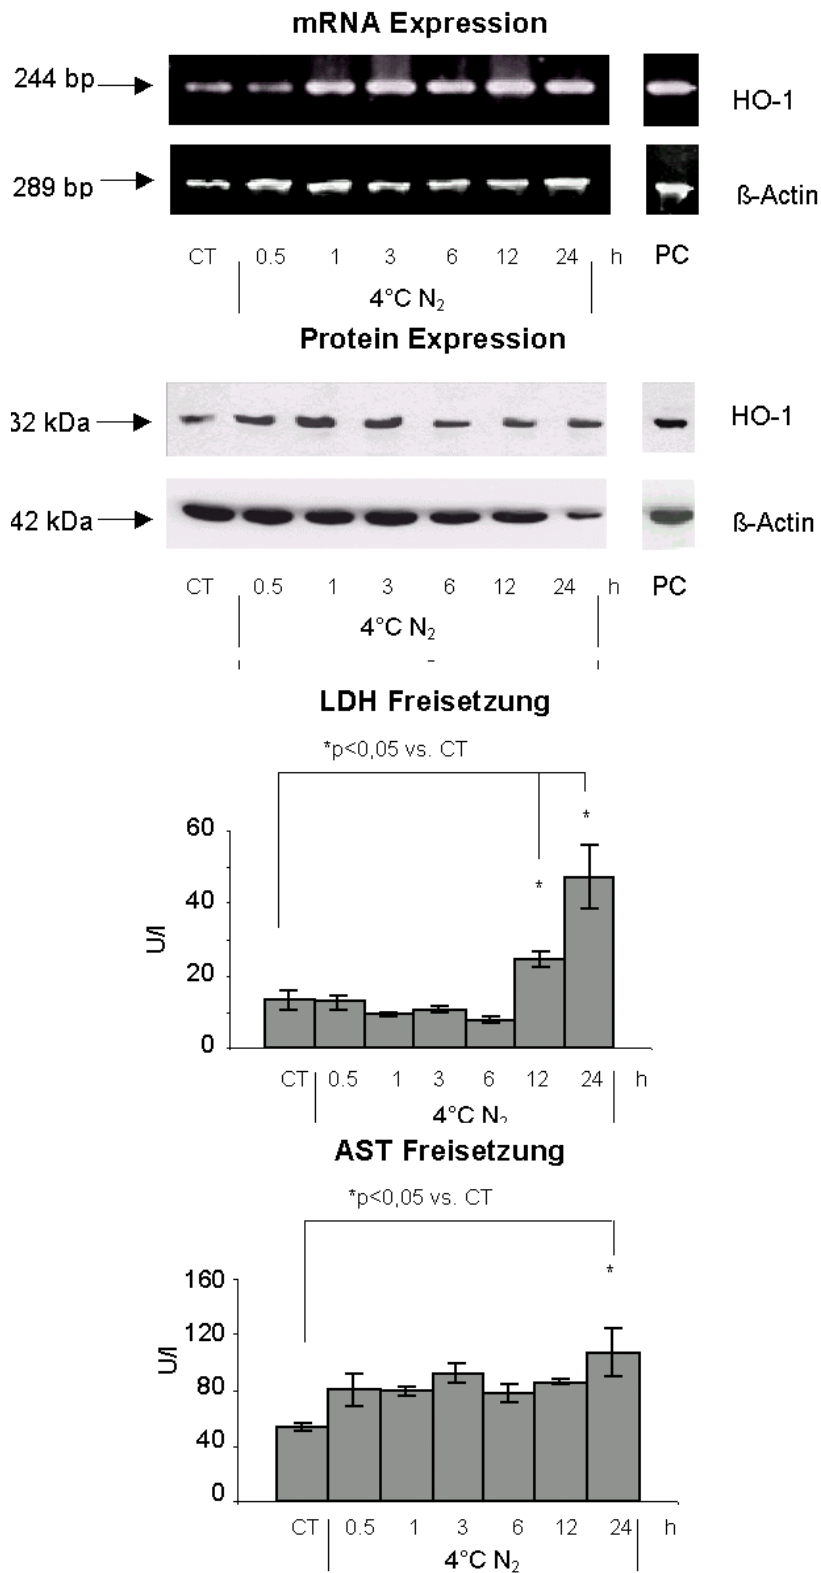 mRNA Expression
244 bp
HO-1
289 bp
ß-Actin
CT 0.5 1 3 6 12 24 h PC
4°C N₂
Protein Expression
32 kDa
HO-1
42 kDa
ß-Actin
CT 0.5 1 3 6 12 24 h PC
4°C N₂
LDH Freisetzung
*p<0,05 vs. CT
*
*
60
40
20
0
U/l
CT 0.5 1 3 6 12 24 h
4°C N₂
AST Freisetzung
*p<0,05 vs. CT
*
160
120
80
40
0
U/l
CT 0.5 1 3 6 12 24 h
4°C N₂